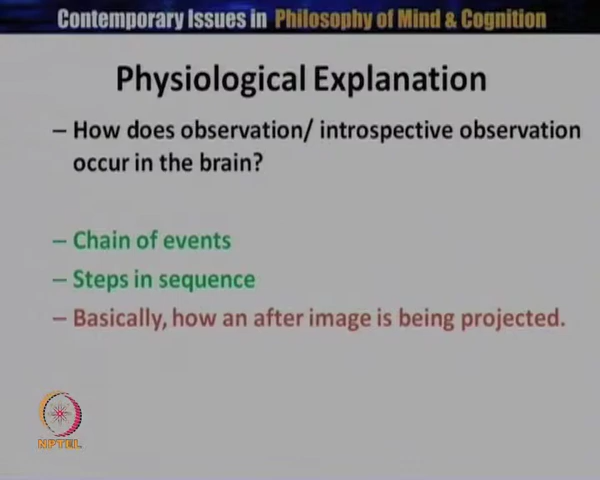 Contemporary Issues in Philosophy of Mind & Cognition
Physiological Explanation
– How does observation/ introspective observation
occur in the brain?
– Chain of events
– Steps in sequence
– Basically, how an after image is being projected.
NPTEL